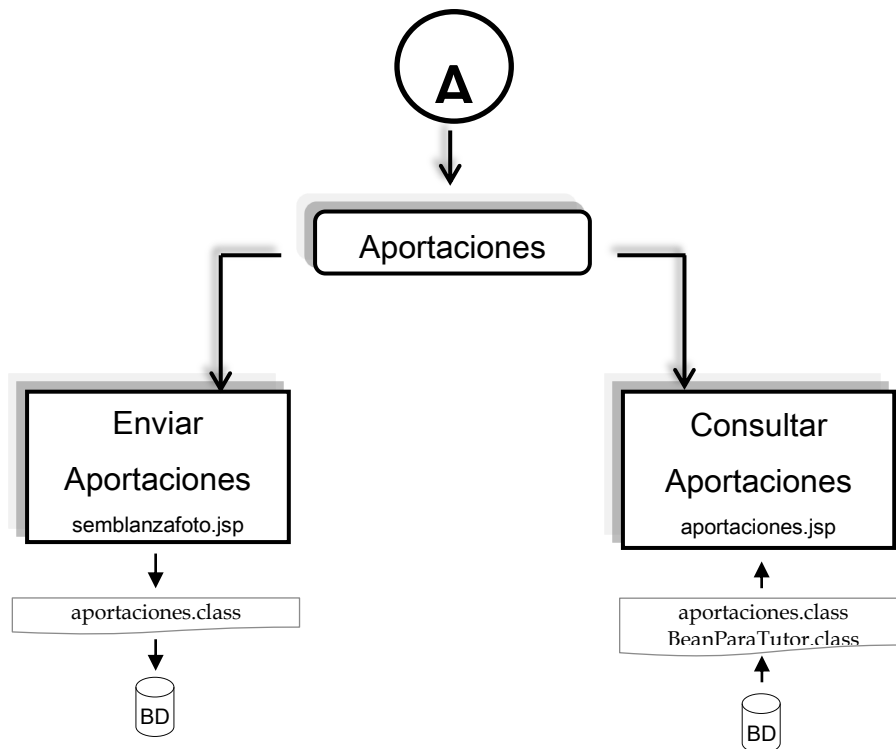 A
Aportaciones
Enviar
Aportaciones
semblanzafoto.jsp
Consultar
Aportaciones
aportaciones.jsp
aportaciones.class
aportaciones.class
BeanParaTutor.class
BD
BD